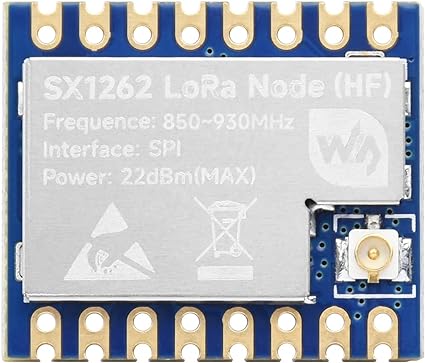 SX1262 LoRa Node (HF)
Frequence: 850~930MHz
Interface: SPI
Power: 22dBm(MAX)